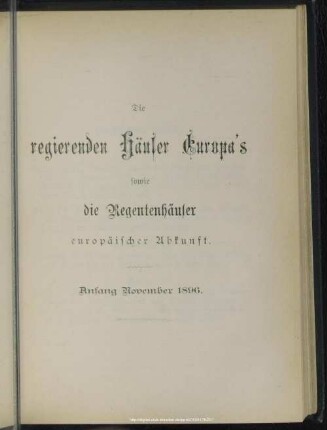 Die
regierenden Häuser Europa's
sowie
die Regentenhäuser
europäischer Abkunft.
Anfang November 1896.